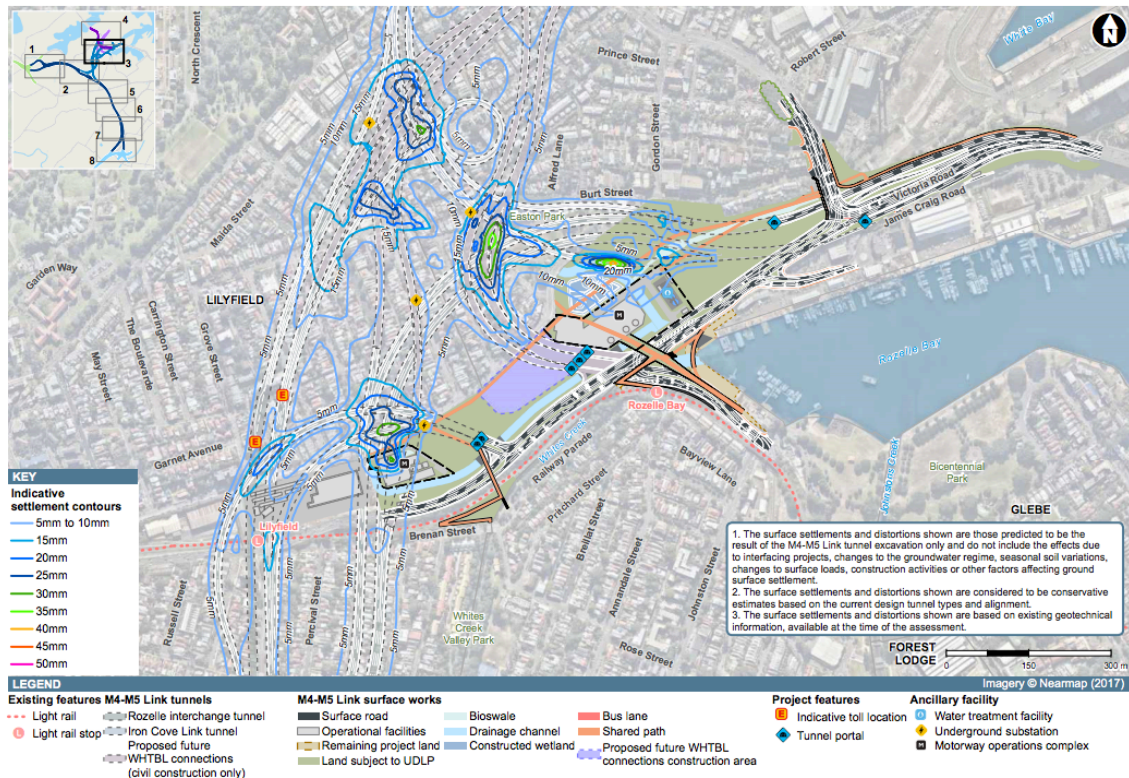 1
2
3
4
5
6
7
8
N
White Bay
North Crescent
Prince Street
Robert Street
Gordon Street
Alfred Lane
Burt Street
Easton Park
Victoria Road
James Craig Road
Malda Street
Garden Way
LILYFIELD
Carrington Street
The Boulevarde
Grove Street
May Street
Garnet Avenue
Rozelle Bay
Rozelle Bay
Whites Creek
Railway Parade
Pritchard Street
Bayview Lane
Johnstons Creek
Bicentennial Park
GLEBE
Lilyfield
Brenan Street
Breillat Street
Annandale Street
Johnston Street
Russell Street
Percival Street
Whites Creek Valley Park
Rose Street
FOREST LODGE
5mm
10mm
15mm
20mm
KEY
Indicative
settlement contours
5mm to 10mm
15mm
20mm
25mm
30mm
35mm
40mm
45mm
50mm
1. The surface settlements and distortions shown are those predicted to be the
result of the M4-M5 Link tunnel excavation only and do not include the effects due
to interfacing projects, changes to the groundwater regime, seasonal soil variations,
changes to surface loads, construction activities or other factors affecting ground
surface settlement.
2. The surface settlements and distortions shown are considered to be conservative
estimates based on the current design tunnel types and alignment.
3. The surface settlements and distortions shown are based on existing geotechnical
information, available at the time of the assessment.
0 150 300 m
LEGEND
Imagery © Nearmap (2017)
Existing features
Light rail
Light rail stop
M4-M5 Link tunnels
Rozelle interchange tunnel
Iron Cove Link tunnel
Proposed future
WHTBL connections
(civil construction only)
M4-M5 Link surface works
Surface road
Operational facilities
Remaining project land
Land subject to UDLP
Bioswale
Drainage channel
Constructed wetland
Bus lane
Shared path
Proposed future WHTBL
connections construction area
Project features
Indicative toll location
Tunnel portal
Ancillary facility
Water treatment facility
Underground substation
Motorway operations complex